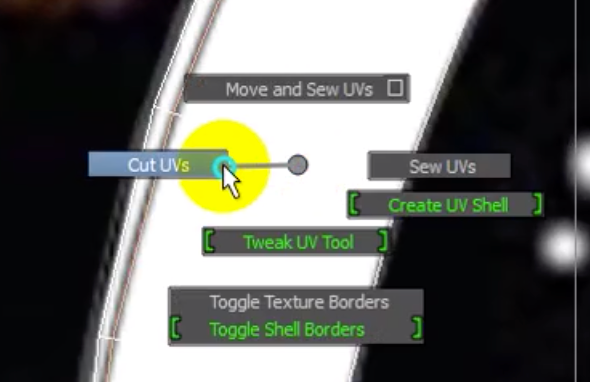 Move and Sew UVs
Cut UVs
Sew UVs
Create UV Shell
Tweak UV Tool
Toggle Texture Borders
Toggle Shell Borders